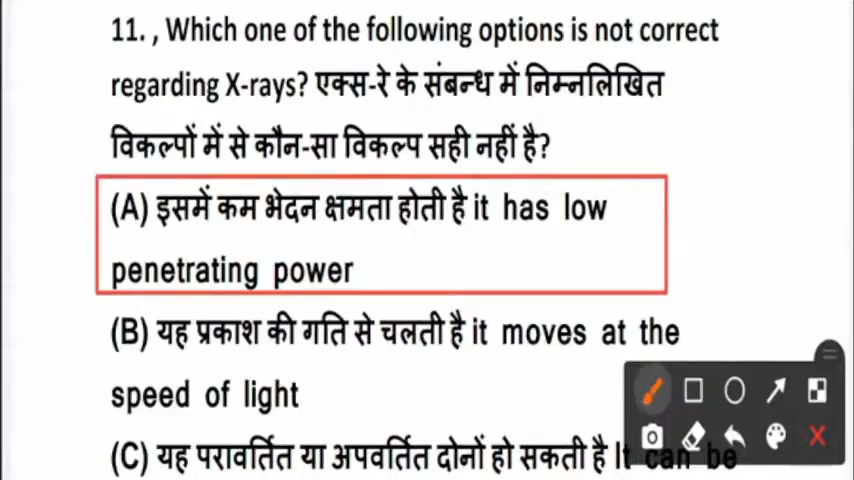 11. , Which one of the following options is not correct
regarding X-rays? एक्स-रे के संबन्ध में निम्नलिखित
विकल्पों में से कौन-सा विकल्प सही नहीं है?
(A) इसमें कम भेदन क्षमता होती है it has low
penetrating power
(B) यह प्रकाश की गति से चलती है it moves at the
speed of light
(C) यह परावर्तित या अपवर्तित दोनों हो सकती है It can be